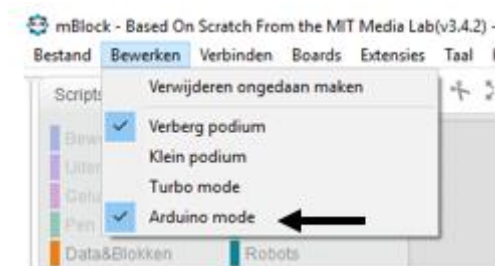 mBlock - Based On Scratch From the MIT Media Lab(v3.4.2) -
Bestand Bewerken Verbinden Boards Extensies Taal
Scripts
Verwijderen ongedaan maken
Verberg podium
Klein podium
Turbo mode
Arduino mode
Pen
Data&Blokken Robots